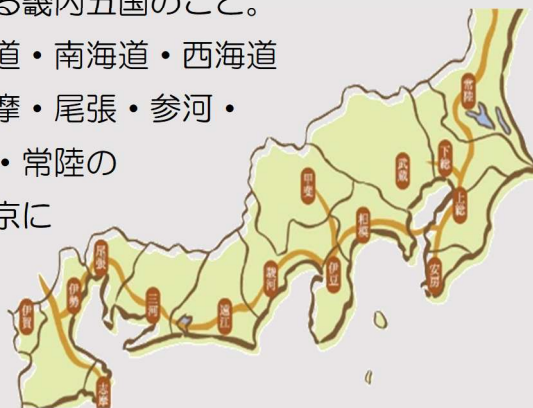 る畿内五国のこと。
道・南海道・西海道
摩・尾張・参河・
・常陸の
京に
常陸
下総
武蔵
上総
甲斐
相模
安房
尾張
駿河
伊豆
伊勢
三河
遠江
伊賀
志摩